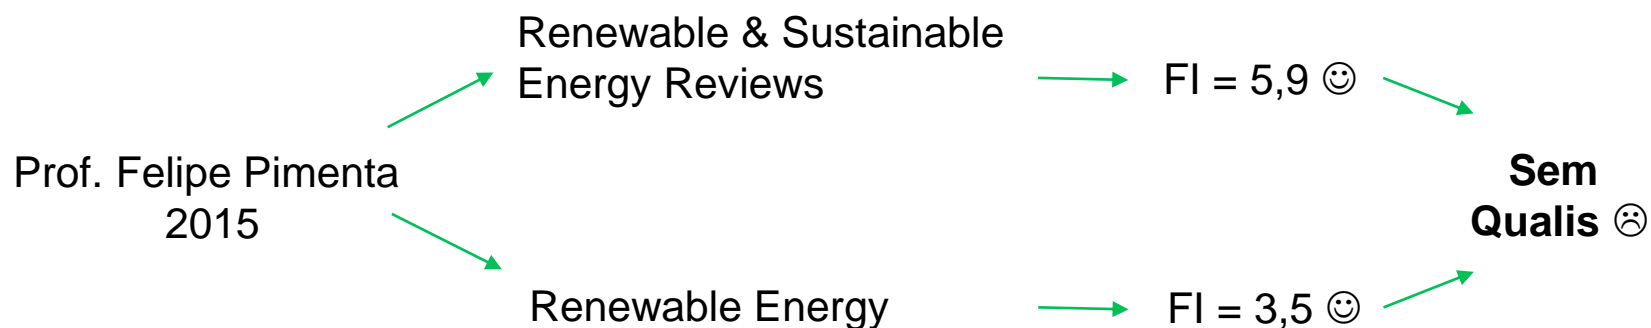 Renewable & Sustainable
Energy Reviews
FI = 5,9 ☺
Prof. Felipe Pimenta
2015
Sem
Qualis ☹
Renewable Energy
FI = 3,5 ☺